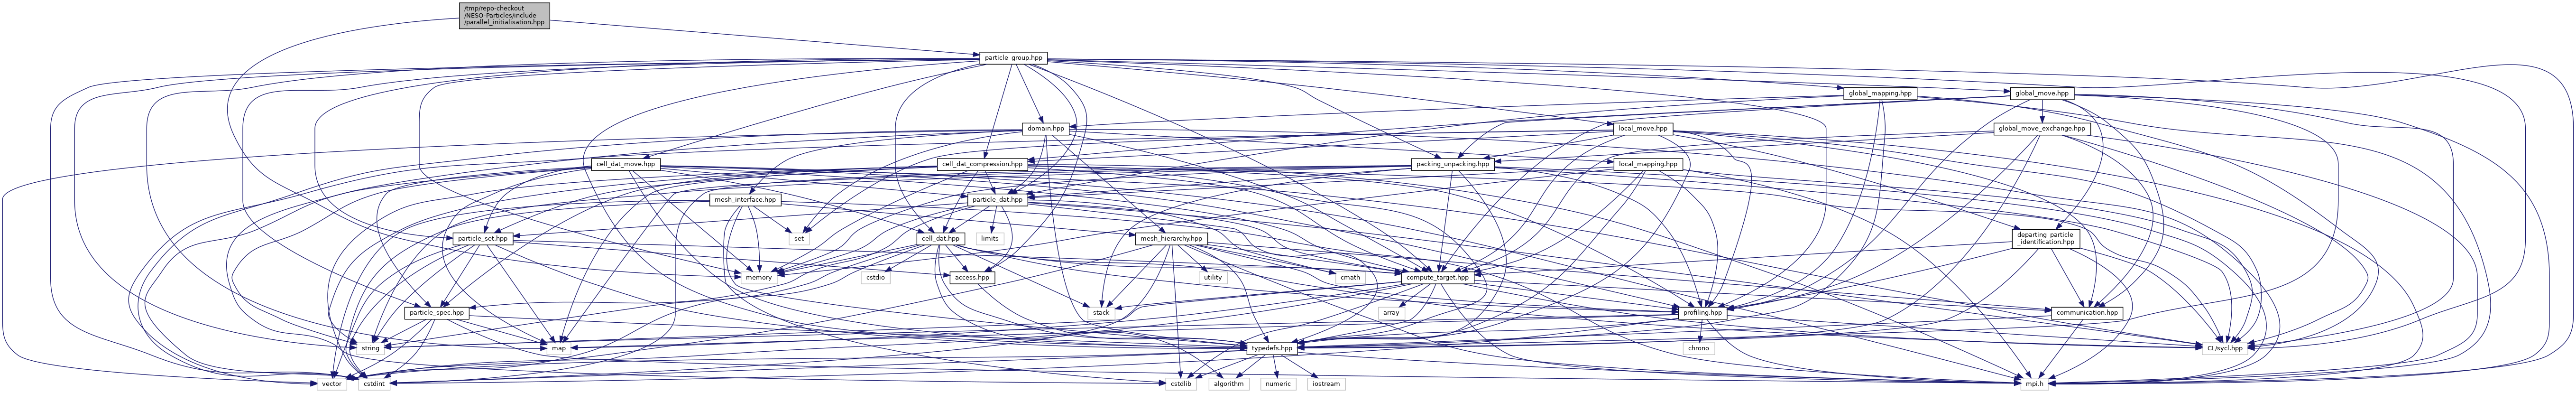 /tmp/repo-checkout
/NESO-Particles/include
/parallel_initialisation.hpp
particle_group.hpp
global_mapping.hpp
global_move.hpp
domain.hpp
local_move.hpp
global_move_exchange.hpp
cell_dat_move.hpp
cell_dat_compression.hpp
packing_unpacking.hpp
local_mapping.hpp
mesh_interface.hpp
particle_dat.hpp
particle_set.hpp
set
cell_dat.hpp
limits
mesh_hierarchy.hpp
departing_particle
_identification.hpp
memory
cstdio
access.hpp
utility
cmath
compute_target.hpp
particle_spec.hpp
stack
array
profiling.hpp
communication.hpp
string
map
typedefs.hpp
chrono
CL/sycl.hpp
vector
cstdint
cstdlib
algorithm
numeric
iostream
mpi.h